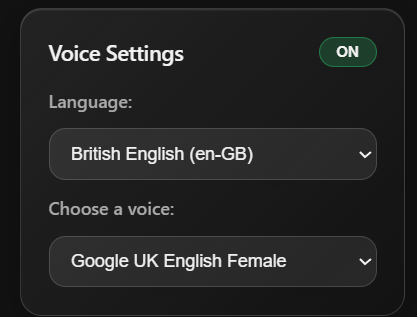 Voice Settings
ON
Language:
British English (en-GB)
Choose a voice:
Google UK English Female